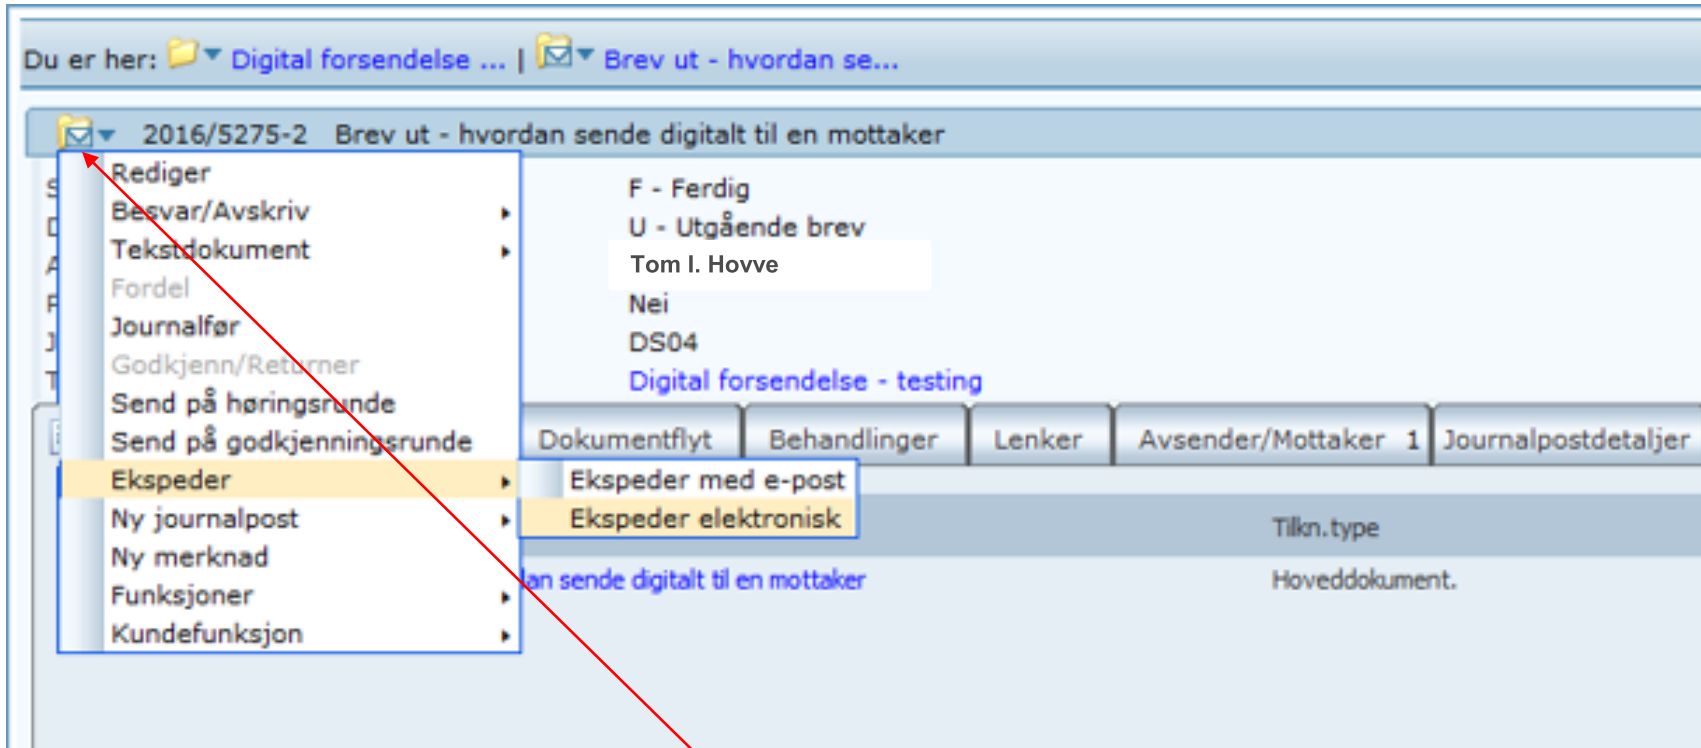 Du er her: Digital forsendelse ... | Brev ut - hvordan se...
2016/5275-2 Brev ut - hvordan sende digitalt til en mottaker
Rediger
Besvar/Avskriv
Tekstdokument
Fordel
Journalfør
Godkjenn/Returner
Send på høringsrunde
Send på godkjenningsrunde
Ekspeder
Ny journalpost
Ny merknad
Funksjoner
Kundefunksjon
F - Ferdig
U - Utgående brev
Tom I. Hovve
Nei
DS04
Digital forsendelse - testing
Dokumentflyt Behandlinger Lenker Avsender/Mottaker 1 Journalpostdetaljer
Ekspeder med e-post
Ekspeder elektronisk
Tilkn.type
sende digitalt til en mottaker Hoveddokument.